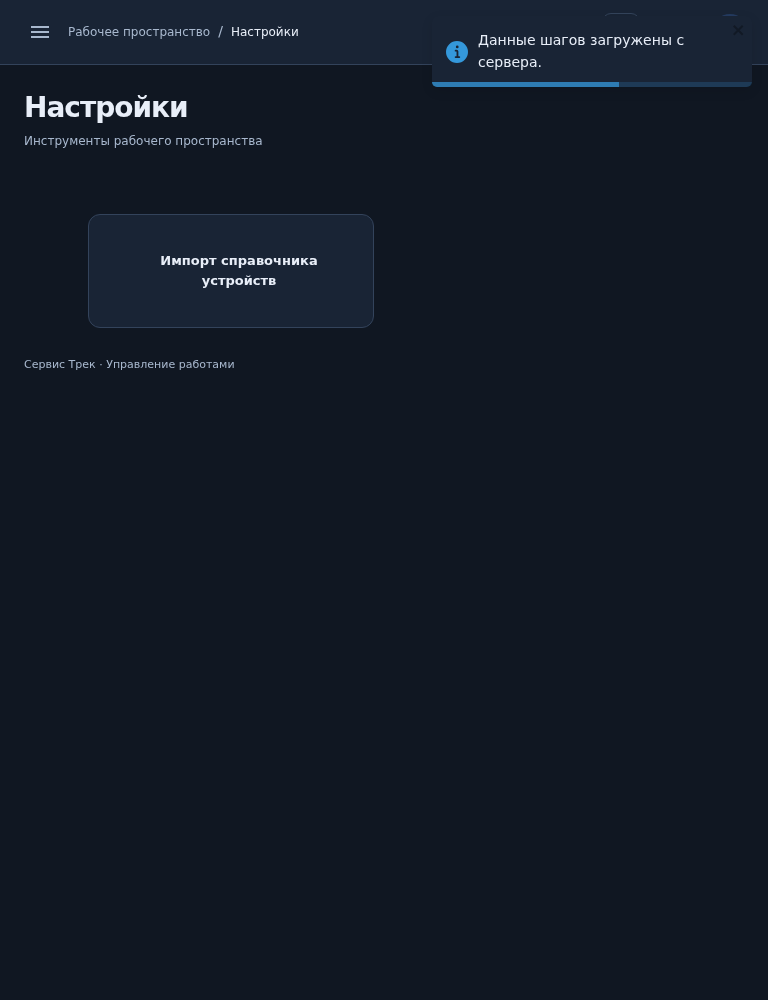 Рабочее пространство / Настройки
Данные шагов загружены с
сервера.
Настройки
Инструменты рабочего пространства
Импорт справочника
устройств
Сервис Трек · Управление работами